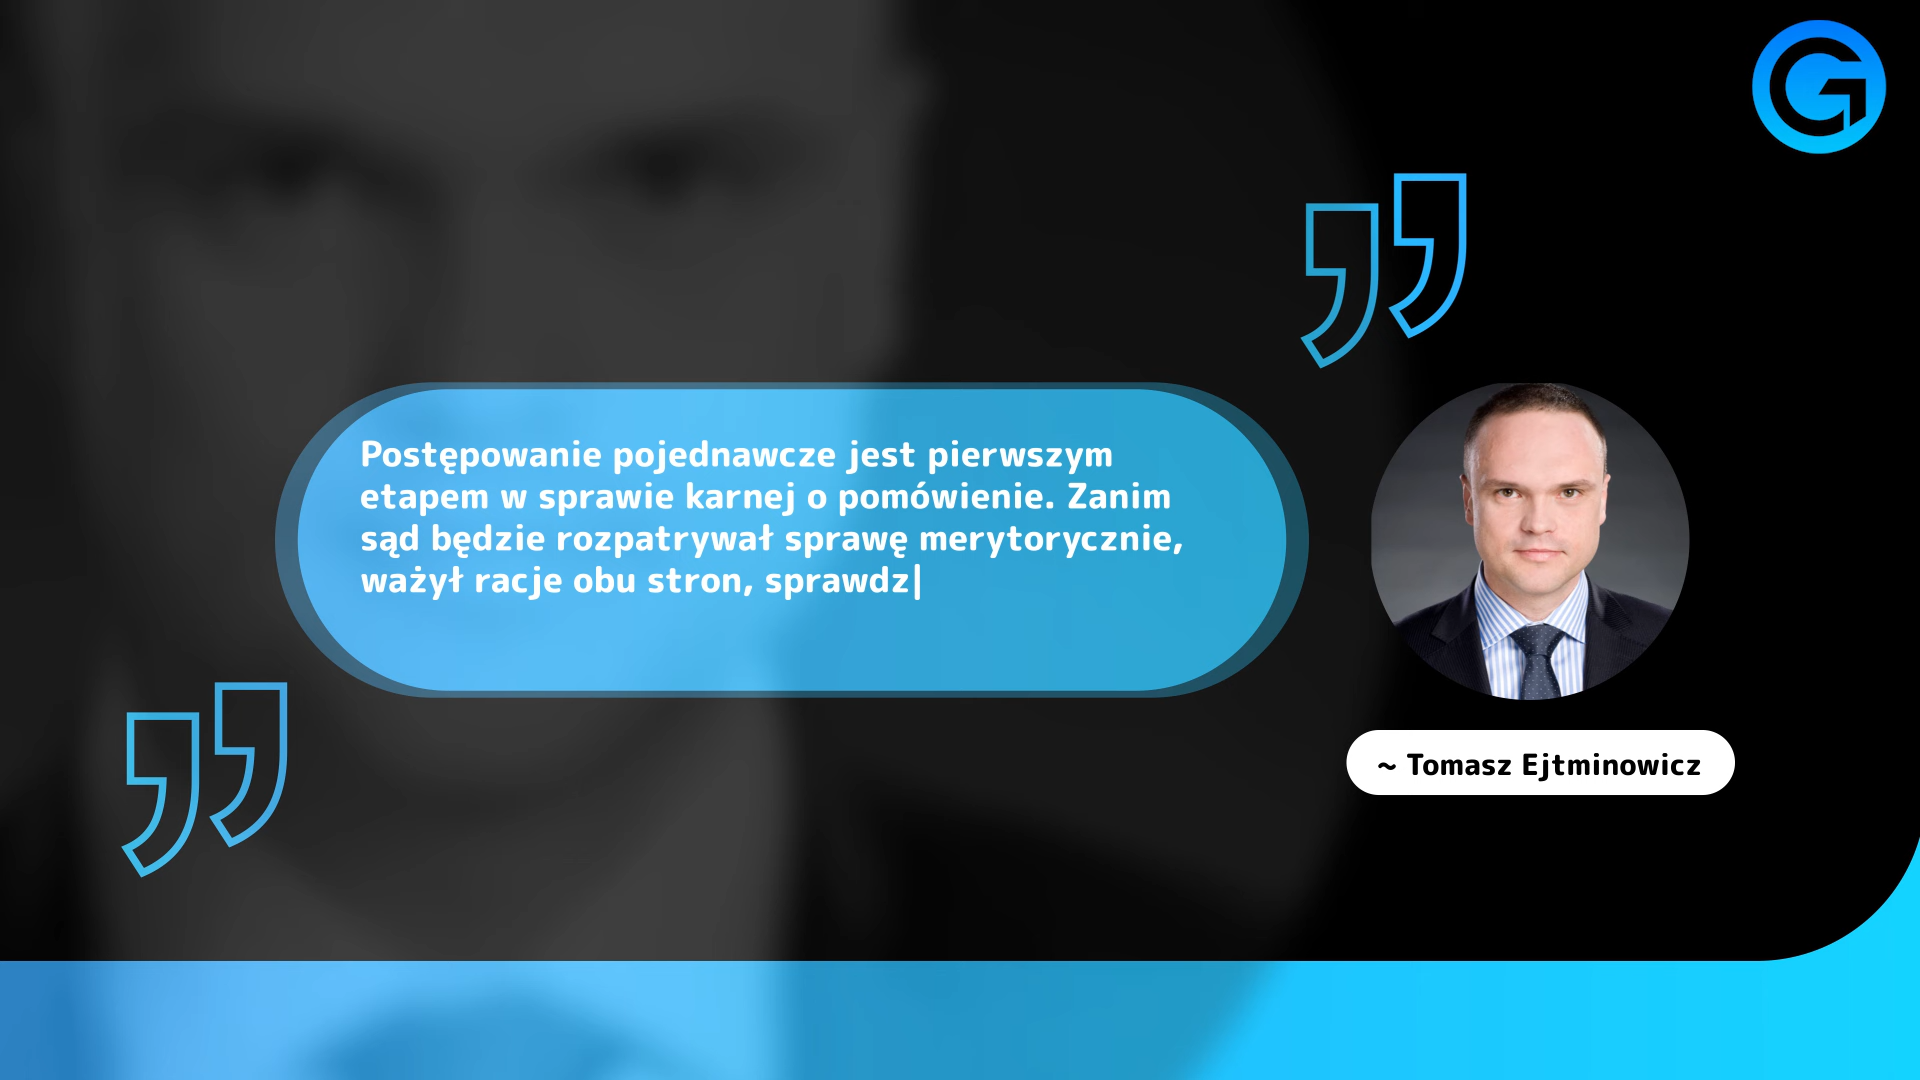 Postępowanie pojednawcze jest pierwszym
etapem w sprawie karnej o pomówienie. Zanim
sąd będzie rozpatrywał sprawę merytorycznie,
ważył racje obu stron, sprawdz|
~ Tomasz Ejtminowicz